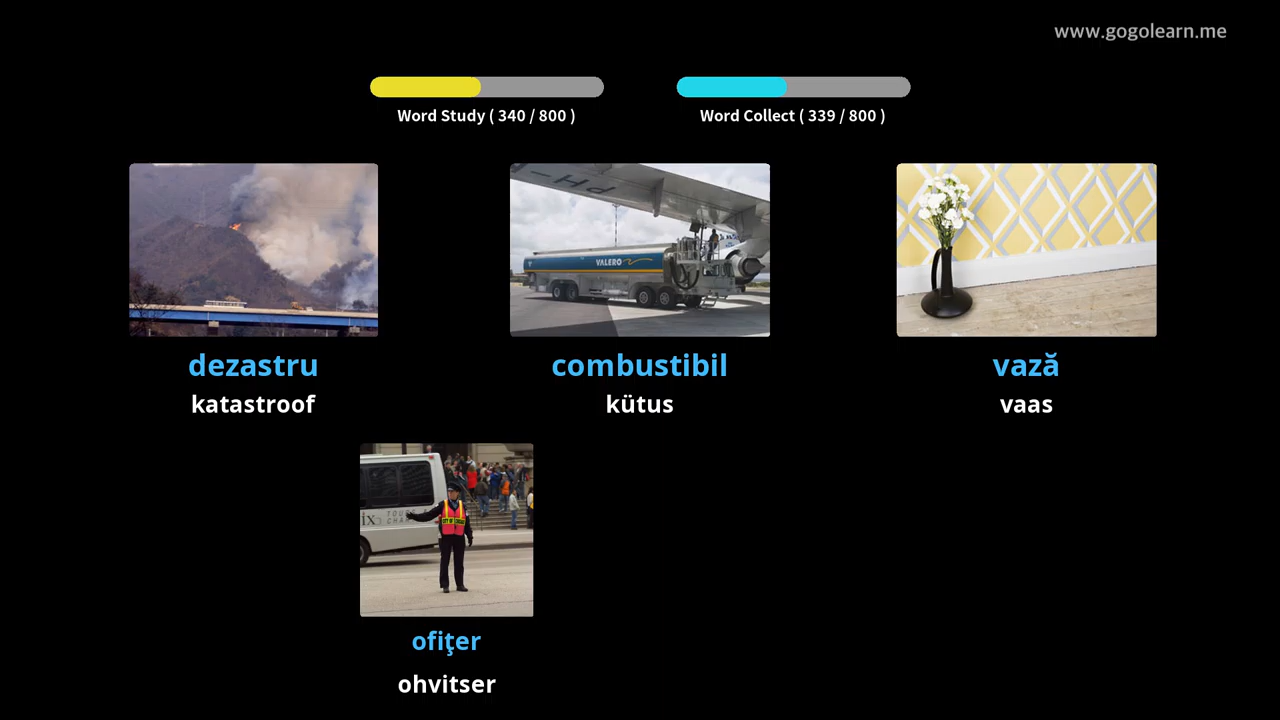 www.gogolearn.me
Word Study ( 340 / 800 )
Word Collect ( 339 / 800 )
VALERO
dezastru
combustibil
vază
katastroof
kütus
vaas
ofiţer
ohvitser